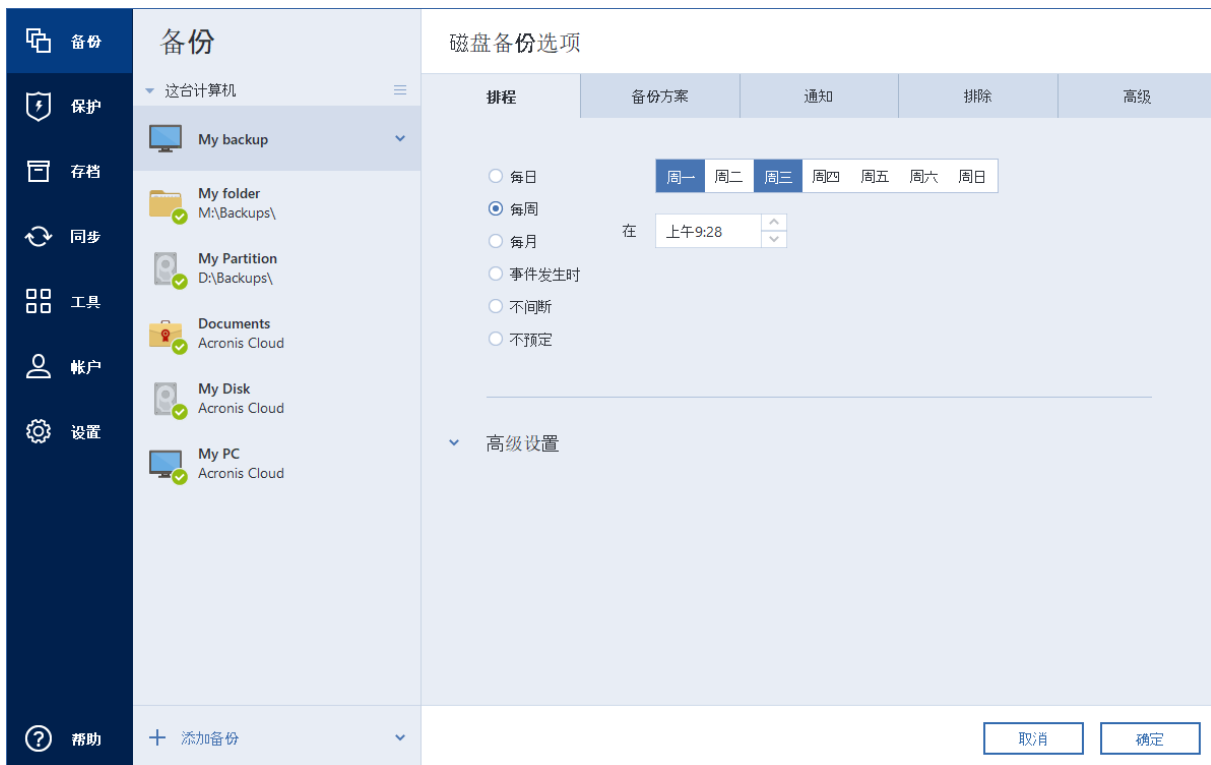 备份
保护
存档
同步
工具
帐户
设置
帮助
备份
这台计算机
My backup
My folder
M:\Backups\
My Partition
D:\Backups\
Documents
Acronis Cloud
My Disk
Acronis Cloud
My PC
Acronis Cloud
添加备份
磁盘备份选项
排程 备份方案 通知 排除 高级
每日
每周
每月
事件发生时
不间断
不预定
周一 周二 周三 周四 周五 周六 周日
在 上午9:28
高级设置
取消 确定